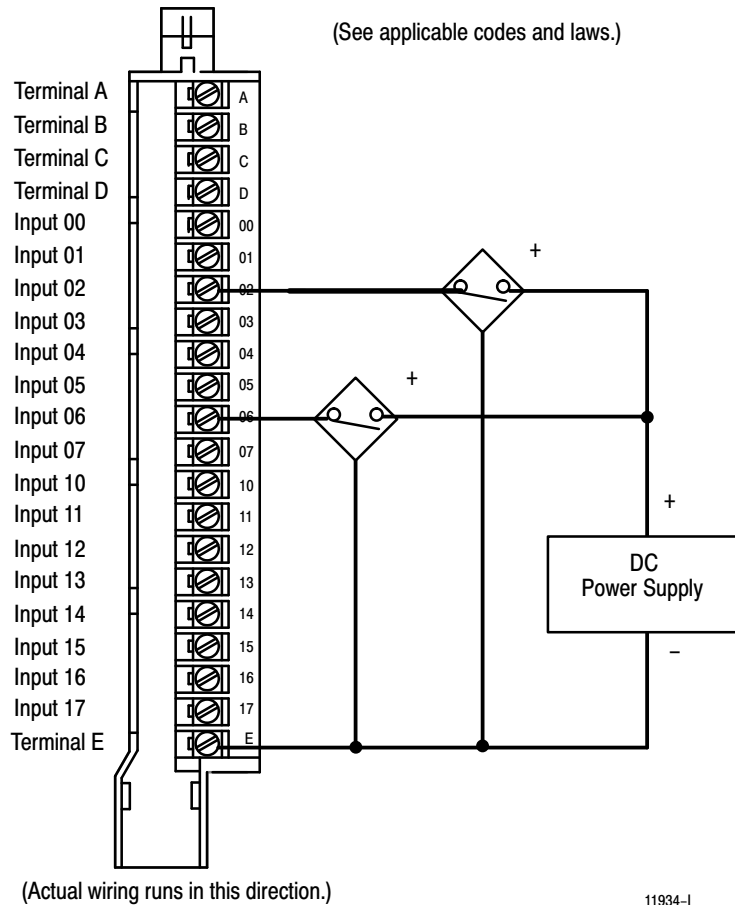 (See applicable codes and laws.)
Terminal A A
Terminal B B
Terminal C C
Terminal D D
Input 00 00
Input 01 01
Input 02 02
Input 03 03
Input 04 04
Input 05 05
Input 06 06
Input 07 07
Input 10 10
Input 11 11
Input 12 12
Input 13 13
Input 14 14
Input 15 15
Input 16 16
Input 17 17
Terminal E E
+
+
+
DC
Power Supply
–
(Actual wiring runs in this direction.)
11934–I